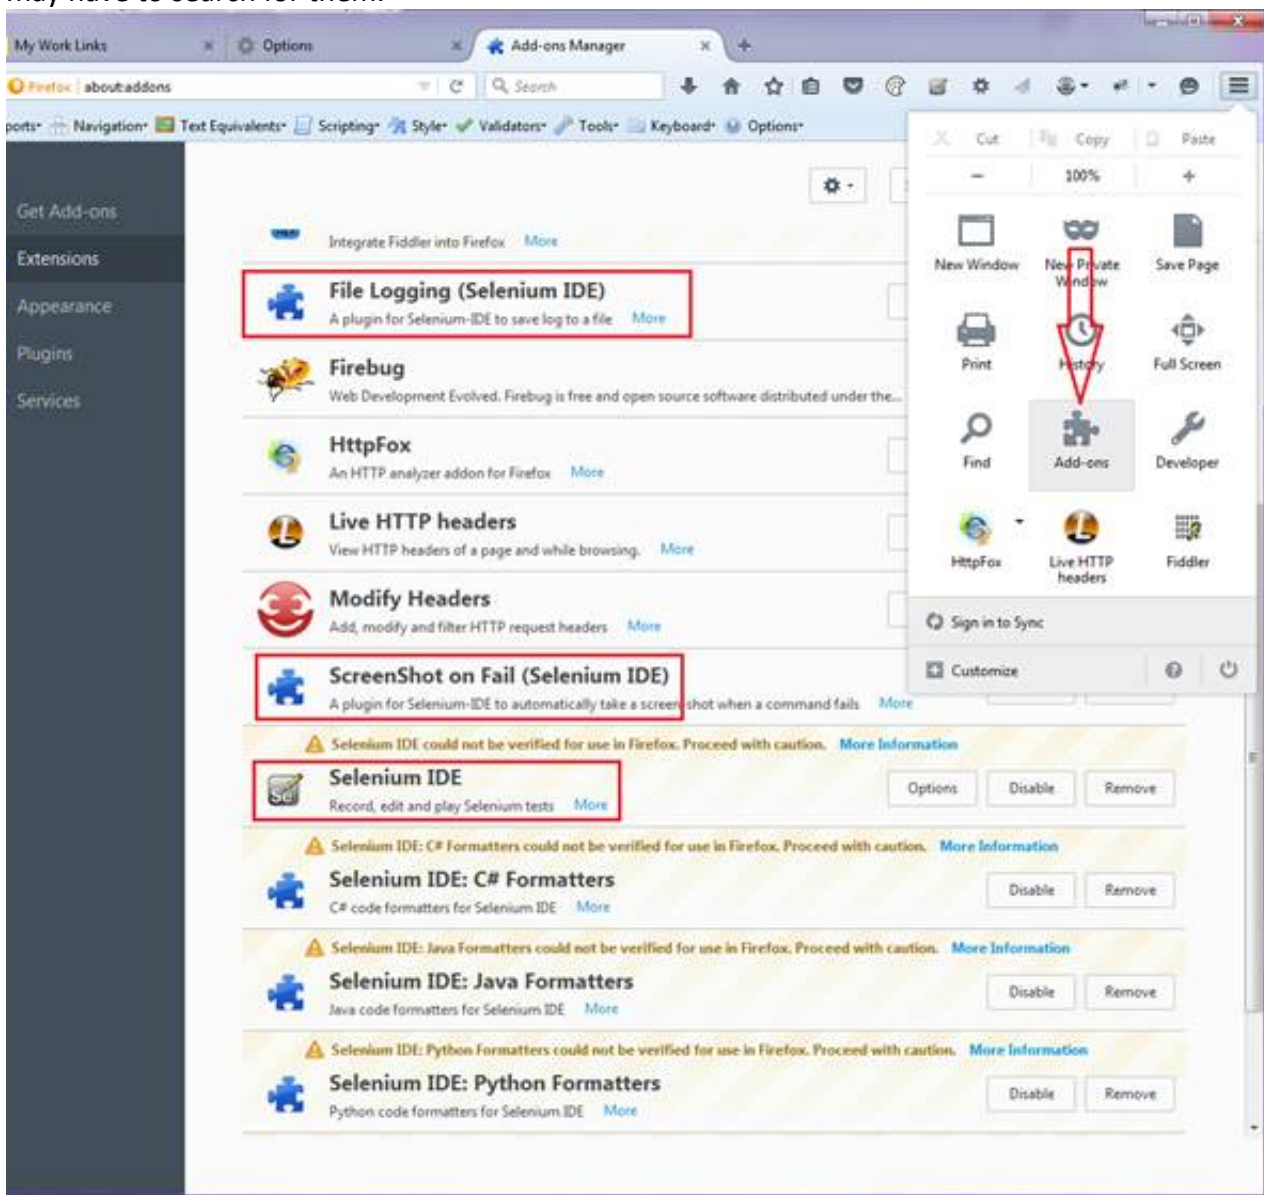 may have to search for them.
My Work Links
Options
Add-ons Manager
Firefox about:addons
Search
ports Navigation Text Equivalents Scripting Style Validators Tools Keyboard Options
Cut Copy Paste
100%
Get Add-ons
Extensions
Appearance
Plugins
Services
Integrate Fiddler into Firefox More
File Logging (Selenium IDE)
A plugin for Selenium-IDE to save log to a file More
Firebug
Web Development Evolved. Firebug is free and open source software distributed under the...
HttpFox
An HTTP analyzer addon for Firefox More
Live HTTP headers
View HTTP headers of a page and while browsing. More
Modify Headers
Add, modify and filter HTTP request headers More
ScreenShot on Fail (Selenium IDE)
A plugin for Selenium-IDE to automatically take a screen shot when a command fails More
Selenium IDE could not be verified for use in Firefox. Proceed with caution. More Information
Selenium IDE
Record, edit and play Selenium tests More
Options Disable Remove
Selenium IDE: C# Formatters could not be verified for use in Firefox. Proceed with caution. More Information
Selenium IDE: C# Formatters
C# code formatters for Selenium IDE More
Disable Remove
Selenium IDE: Java Formatters could not be verified for use in Firefox. Proceed with caution. More Information
Selenium IDE: Java Formatters
Java code formatters for Selenium IDE More
Disable Remove
Selenium IDE: Python Formatters could not be verified for use in Firefox. Proceed with caution. More Information
Selenium IDE: Python Formatters
Python code formatters for Selenium IDE More
Disable Remove
New Window
New Private
Window
Save Page
Print
History
Full Screen
Find
Add-ons
Developer
HttpFox
Live HTTP
headers
Fiddler
Sign in to Sync
Customize